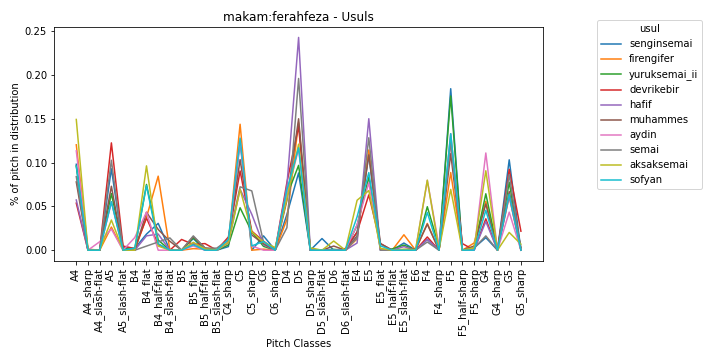 makam:ferahfeza - Usuls
usul
senginsemai
firengifer
yuruksemai_ii
devrikebir
hafif
muhammes
aydin
semai
aksaksemai
sofyan
% of pitch in distribution
0.25
0.20
0.15
0.10
0.05
0.00
A4
A4_sharp
A4_slash-flat
A5
A5_slash-flat
B4
B4_flat
B4_half-flat
B4_slash-flat
B5
B5_flat
B5_half-flat
B5_slash-flat
C4_sharp
C5
C5_sharp
C6
C6_sharp
D4
D5
D5_sharp
D5_slash-flat
D6
D6_slash-flat
E4
E5
E5_flat
E5_half-flat
E5_slash-flat
E6
F4
F4_sharp
F5
F5_half-sharp
F5_sharp
G4
G4_sharp
G5
G5_sharp
Pitch Classes